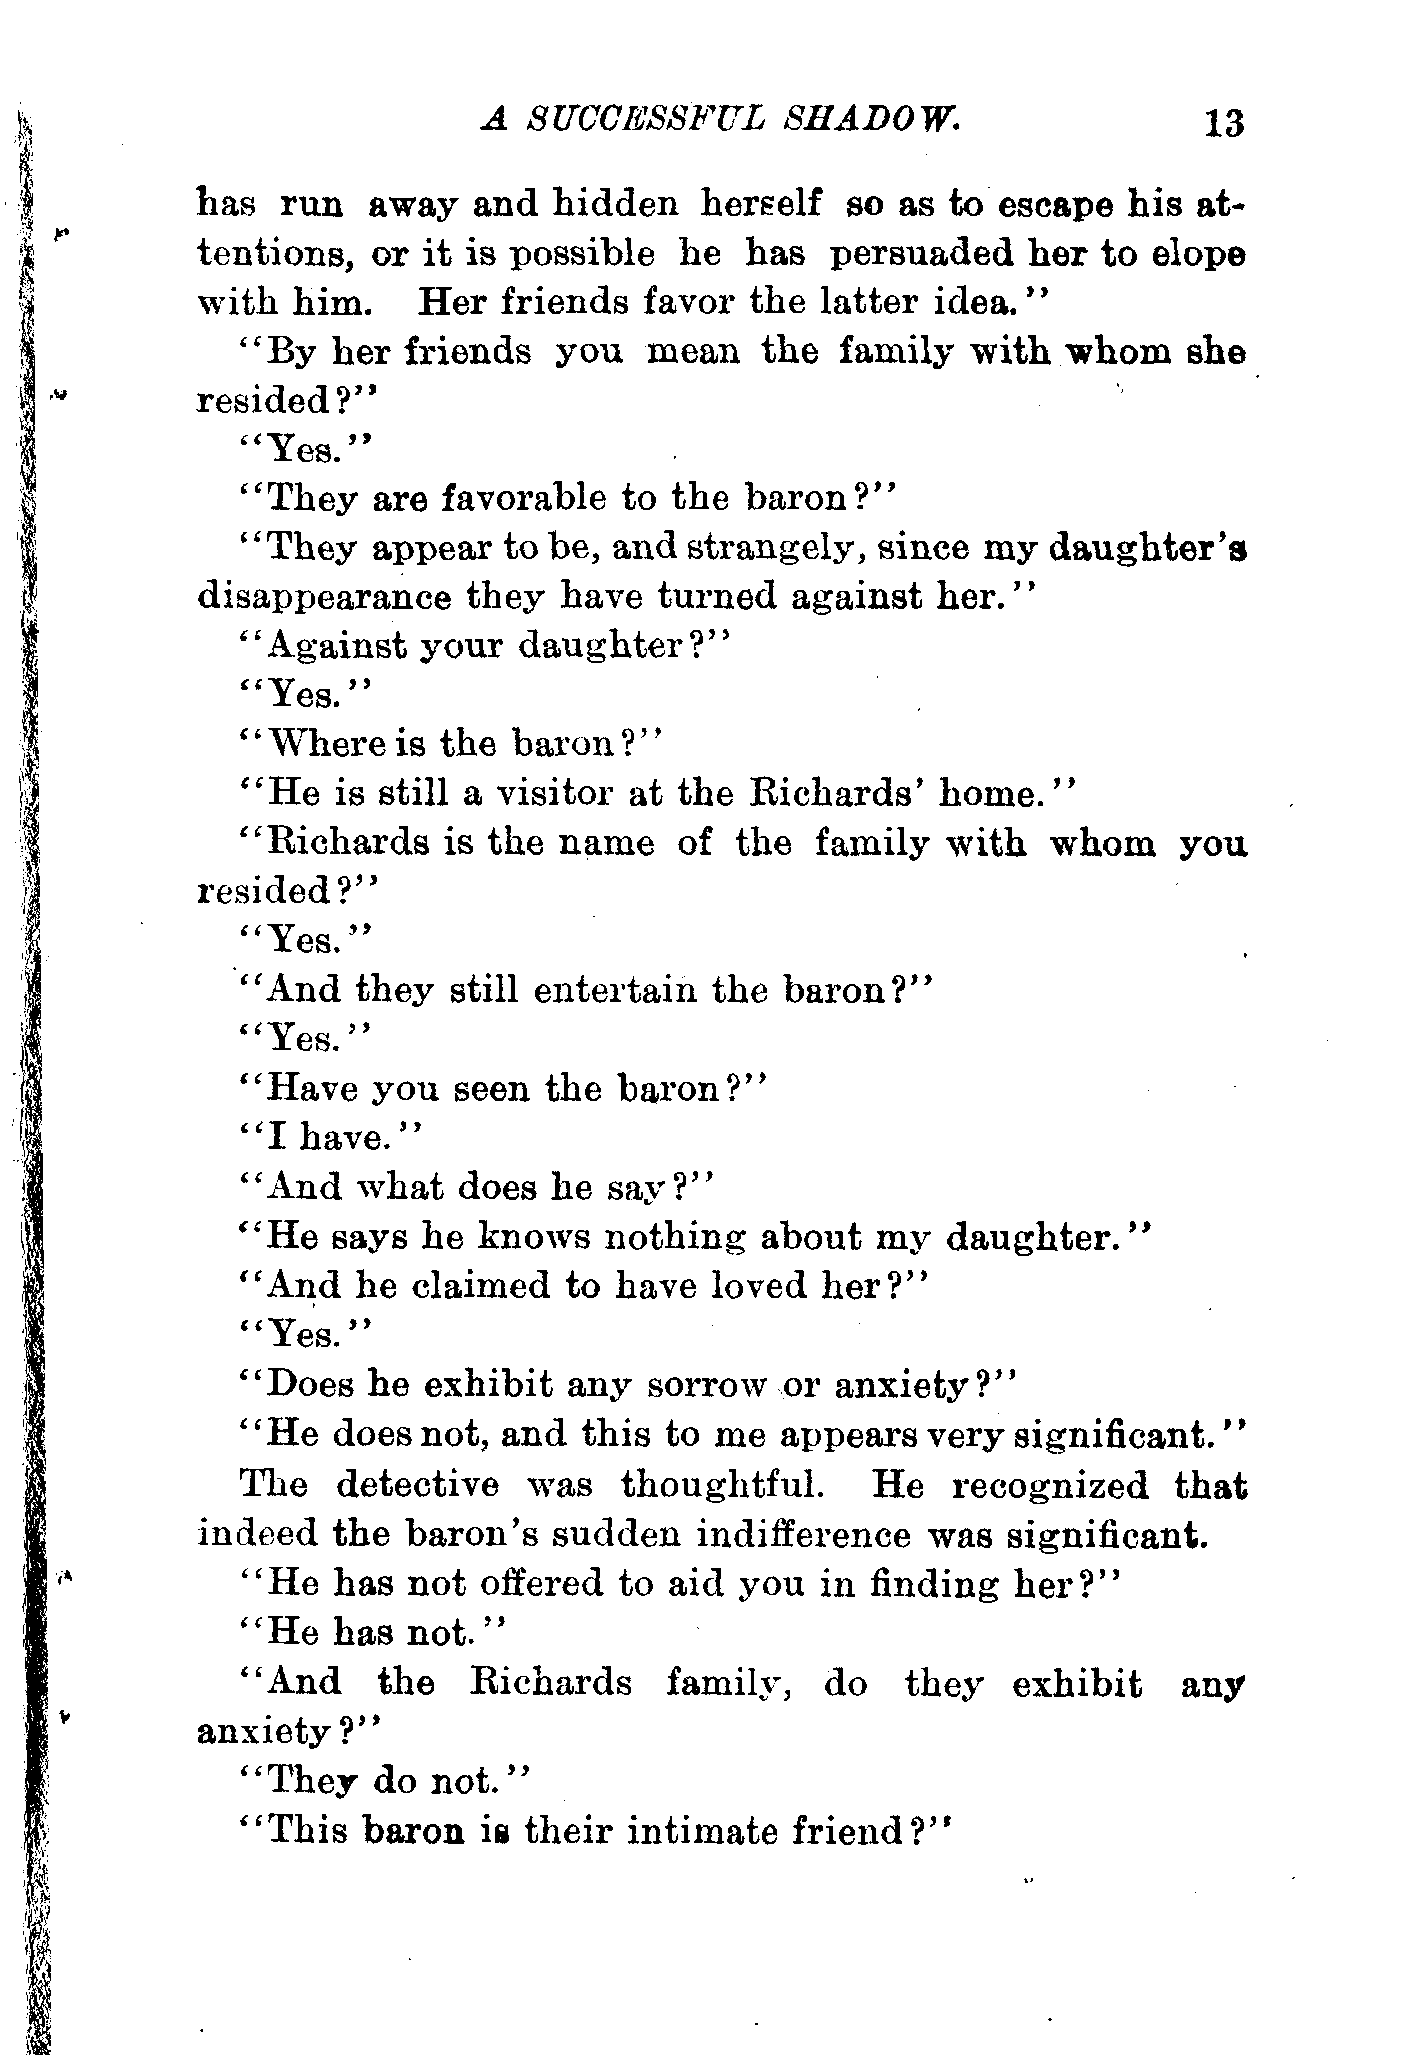 A SUCCESSFUL SHADOW. 13
has run away and hidden herself so as to escape his at-
tentions, or it is possible he has persuaded her to elope
with him. Her friends favor the latter idea."
"By her friends you mean the family with whom she
resided?"
"Yes."
"They are favorable to the baron?"
"They appear to be, and strangely, since my daughter's
disappearance they have turned against her."
"Against your daughter?"
"Yes."
"Where is the baron?"
"He is still a visitor at the Richards' home."
"Richards is the name of the family with whom you
resided?"
"Yes."
"And they still entertain the baron?"
"Yes."
"Have you seen the baron?"
"I have."
"And what does he say?"
"He says he knows nothing about my daughter."
"And he claimed to have loved her?"
"Yes."
"Does he exhibit any sorrow or anxiety?"
"He does not, and this to me appears very significant."
The detective was thoughtful. He recognized that
indeed the baron's sudden indifference was significant.
"He has not offered to aid you in finding her?"
"He has not."
"And the Richards family, do they exhibit any
anxiety?"
"They do not."
"This baron is their intimate friend?"